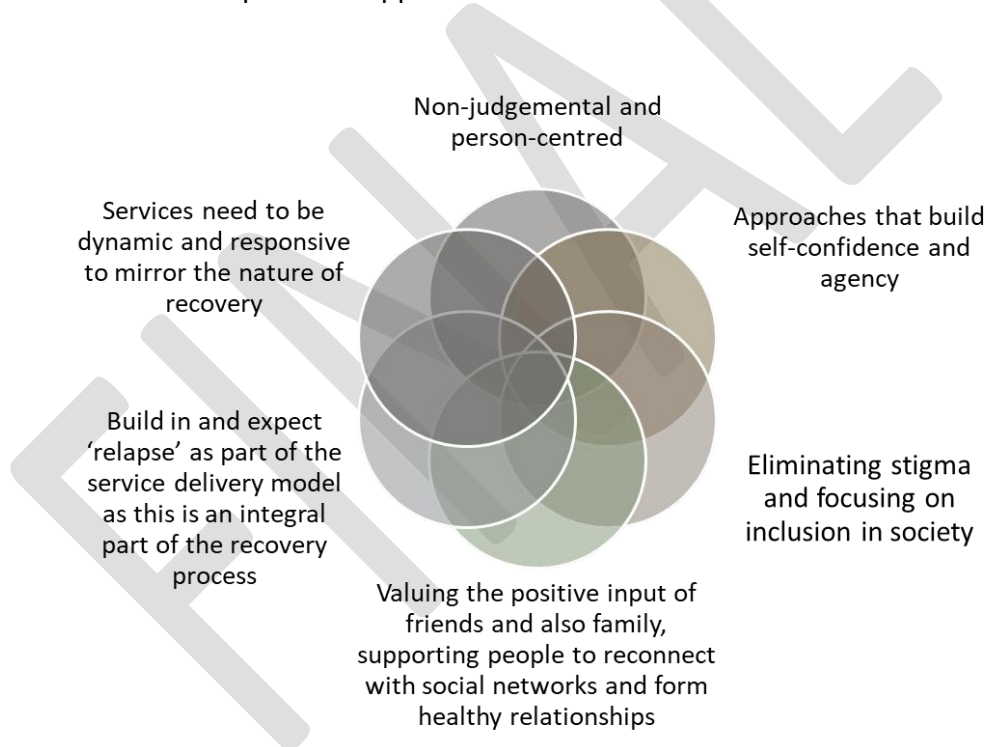 Non-judgemental and
person-centred
Approaches that build
self-confidence and
agency
Eliminating stigma
and focusing on
inclusion in society
Valuing the positive input of
friends and also family,
supporting people to reconnect
with social networks and form
healthy relationships
Build in and expect
‘relapse’ as part of the
service delivery model
as this is an integral
part of the recovery
process
Services need to be
dynamic and responsive
to mirror the nature of
recovery
FINAL